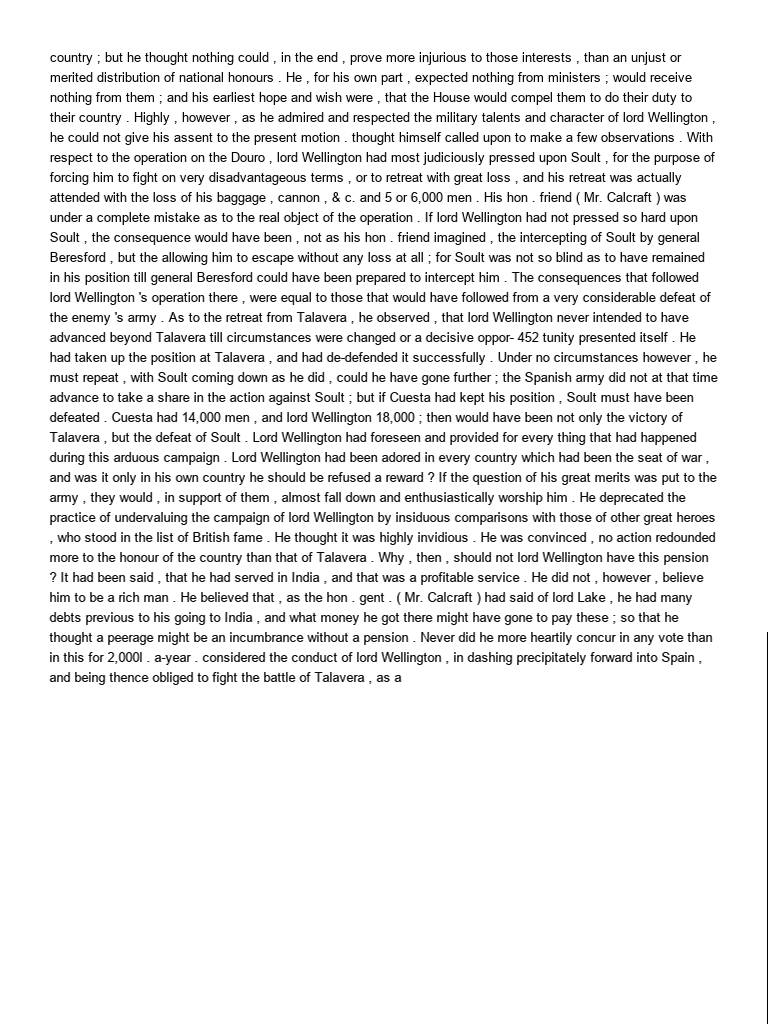 country ; but he thought nothing could , in the end , prove more injurious to those interests , than an unjust or
merited distribution of national honours . He , for his own part , expected nothing from ministers ; would receive
nothing from them ; and his earliest hope and wish were , that the House would compel them to do their duty to
their country . Highly , however , as he admired and respected the military talents and character of lord Wellington ,
he could not give his assent to the present motion . thought himself called upon to make a few observations . With
respect to the operation on the Douro , lord Wellington had most judiciously pressed upon Soult , for the purpose of
forcing him to fight on very disadvantageous terms , or to retreat with great loss , and his retreat was actually
attended with the loss of his baggage , cannon , & c. and 5 or 6,000 men . His hon . friend ( Mr. Calcraft ) was
under a complete mistake as to the real object of the operation . If lord Wellington had not pressed so hard upon
Soult , the consequence would have been , not as his hon . friend imagined , the intercepting of Soult by general
Beresford , but the allowing him to escape without any loss at all ; for Soult was not so blind as to have remained
in his position till general Beresford could have been prepared to intercept him . The consequences that followed
lord Wellington 's operation there , were equal to those that would have followed from a very considerable defeat of
the enemy 's army . As to the retreat from Talavera , he observed , that lord Wellington never intended to have
advanced beyond Talavera till circumstances were changed or a decisive oppor- 452 tunity presented itself . He
had taken up the position at Talavera , and had de-defended it successfully . Under no circumstances however , he
must repeat , with Soult coming down as he did , could he have gone further ; the Spanish army did not at that time
advance to take a share in the action against Soult ; but if Cuesta had kept his position , Soult must have been
defeated . Cuesta had 14,000 men , and lord Wellington 18,000 ; then would have been not only the victory of
Talavera , but the defeat of Soult . Lord Wellington had foreseen and provided for every thing that had happened
during this arduous campaign . Lord Wellington had been adored in every country which had been the seat of war ,
and was it only in his own country he should be refused a reward ? If the question of his great merits was put to the
army , they would , in support of them , almost fall down and enthusiastically worship him . He deprecated the
practice of undervaluing the campaign of lord Wellington by insiduous comparisons with those of other great heroes
, who stood in the list of British fame . He thought it was highly invidious . He was convinced , no action redounded
more to the honour of the country than that of Talavera . Why , then , should not lord Wellington have this pension
? It had been said , that he had served in India , and that was a profitable service . He did not , however , believe
him to be a rich man . He believed that , as the hon . gent . ( Mr. Calcraft ) had said of lord Lake , he had many
debts previous to his going to India , and what money he got there might have gone to pay these ; so that he
thought a peerage might be an incumbrance without a pension . Never did he more heartily concur in any vote than
in this for 2,000l . a-year . considered the conduct of lord Wellington , in dashing precipitately forward into Spain ,
and being thence obliged to fight the battle of Talavera , as a